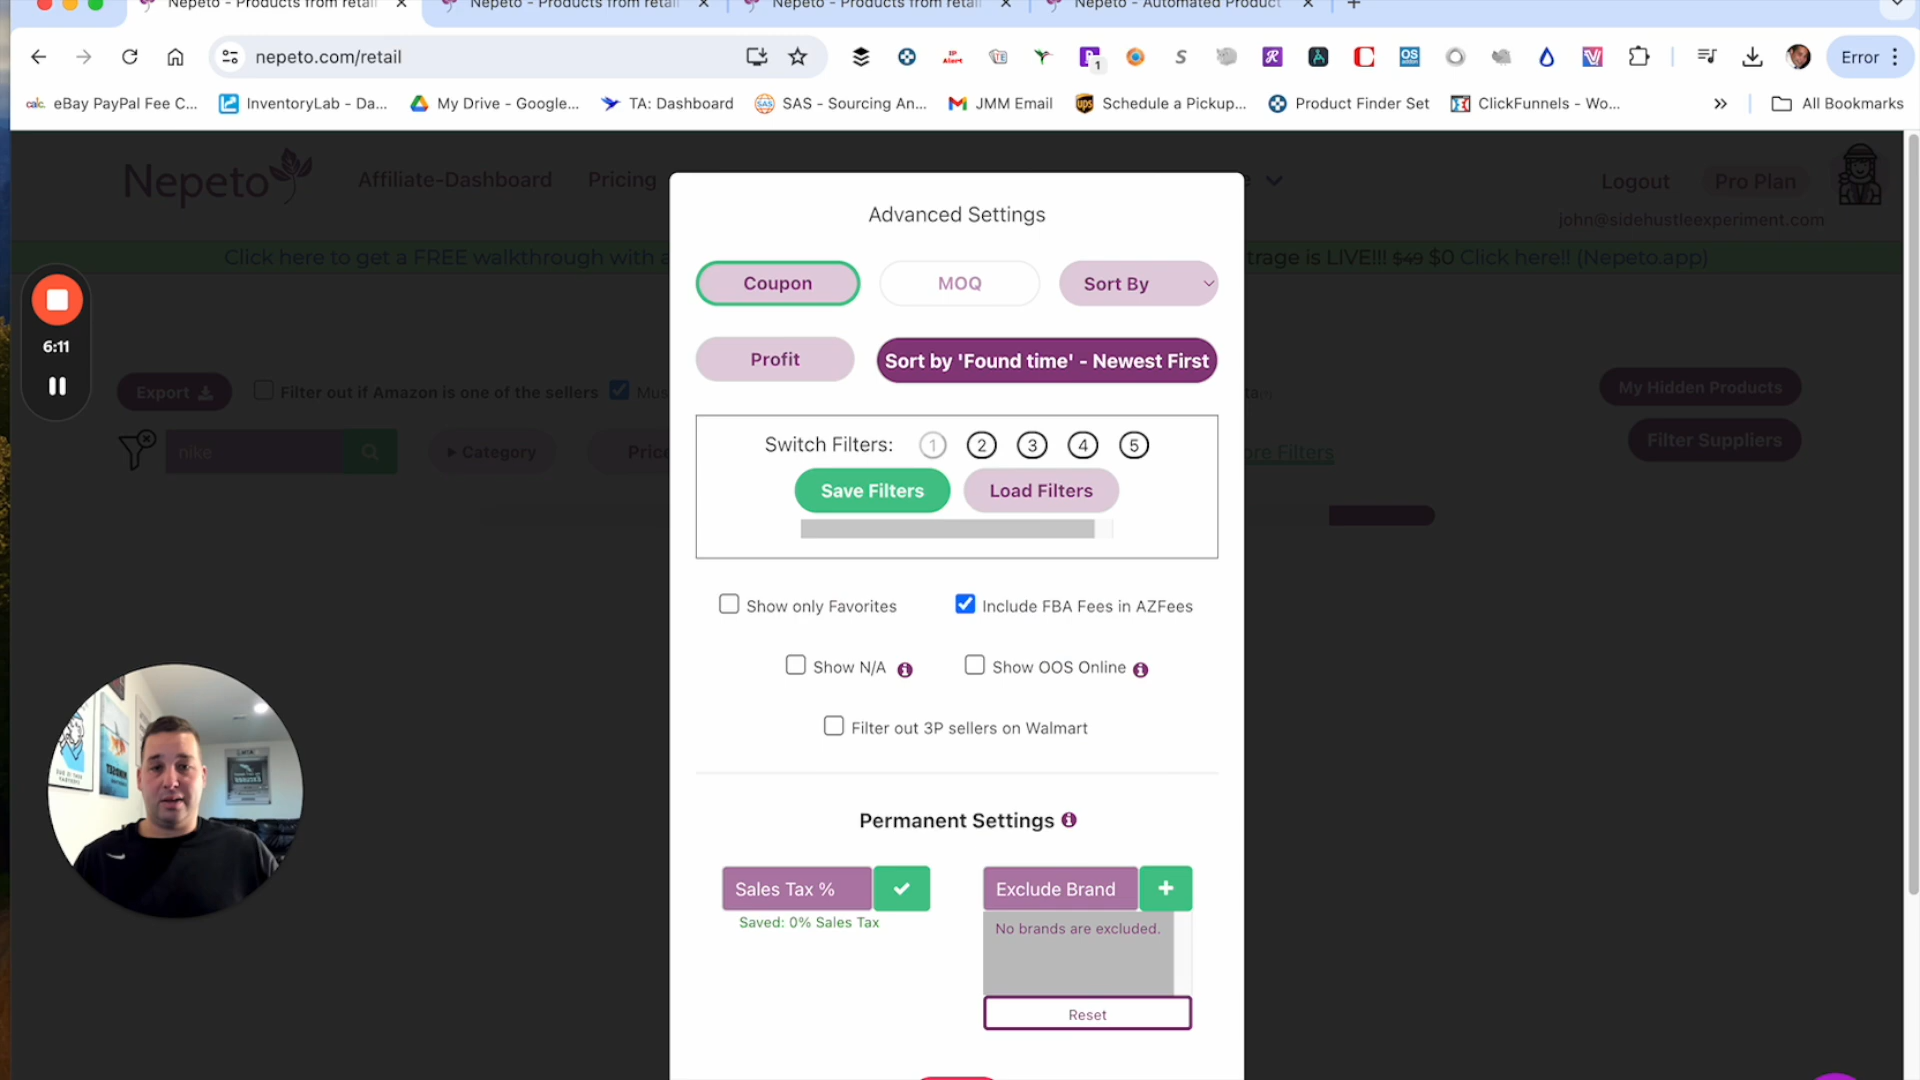 Nepeto - Products from retail
Nepeto - Products from retail
Nepeto - Products from retail
Nepeto - Automated Product
nepeto.com/retail
Error
calc. eBay PayPal Fee C...
InventoryLab - Da...
My Drive - Google...
TA: Dashboard
SAS - Sourcing An...
JMM Email
Schedule a Pickup...
Product Finder Set
ClickFunnels - Wo...
All Bookmarks
Nepeto
Affiliate-Dashboard
Pricing
Logout
Pro Plan
john@sidehustleexperiment.com
Click here to get a FREE walkthrough with a
trage is LIVE!!! $49 $0 Click here!! (Nepeto.app)
Advanced Settings
Coupon
MOQ
Sort By
Profit
Sort by 'Found time' - Newest First
6:11
Export
Filter out if Amazon is one of the sellers
Mus
ta(?)
My Hidden Products
nike
Category
Price
ore Filters
Filter Suppliers
Switch Filters: 1 2 3 4 5
Save Filters
Load Filters
Show only Favorites
Include FBA Fees in AZFees
Show N/A
Show OOS Online
Filter out 3P sellers on Walmart
Permanent Settings
Sales Tax %
Exclude Brand
Saved: 0% Sales Tax
No brands are excluded.
Reset